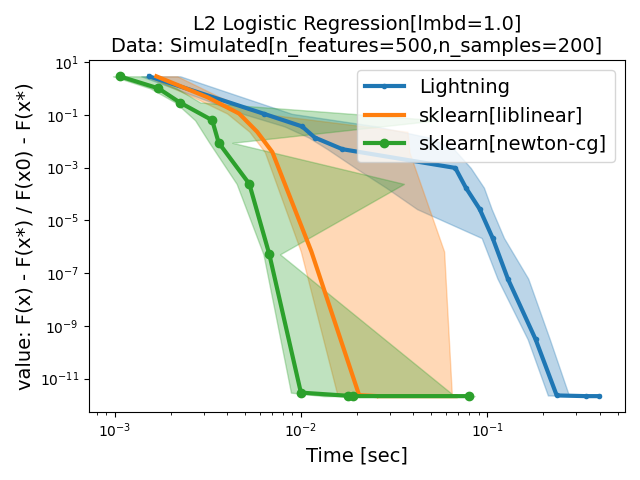 L2 Logistic Regression[lmbd=1.0]
Data: Simulated[n_features=500,n_samples=200]
value: F(x) - F(x*) / F(x0) - F(x*)
10¹
10⁻¹
10⁻³
10⁻⁵
10⁻⁷
10⁻⁹
10⁻¹¹
Lightning
sklearn[liblinear]
sklearn[newton-cg]
10⁻³
10⁻²
10⁻¹
Time [sec]